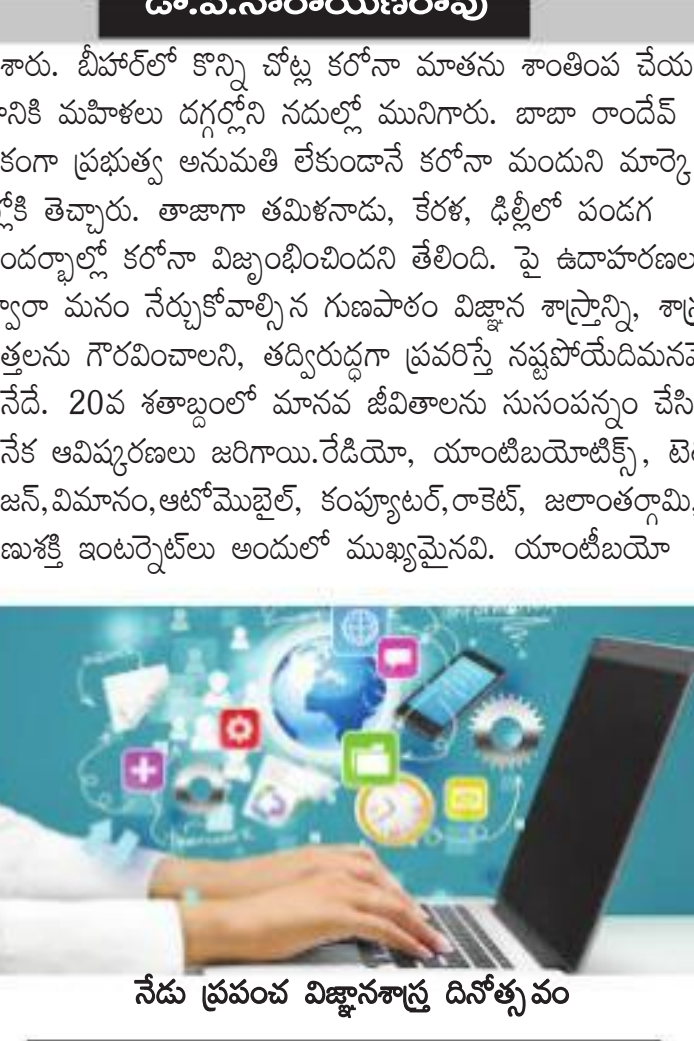 డా.వి.నారాయణరావు
శారు. బీహార్‌లో కొన్ని చోట్ల కరోనా మాతను శాంతింప చేయ
నికి మహిళలు దగ్గర్లోని నదుల్లో మునిగారు. బాబా రాందేవ్
కంగా ప్రభుత్వ అనుమతి లేకుండానే కరోనా మందుని మార్కె
ల్లోకి తెచ్చారు. తాజాగా తమిళనాడు, కేరళ, ఢిల్లీలో పండగ
ందర్భాల్లో కరోనా విజృంభించిందని తేలింది. పై ఉదాహరణల
్వారా మనం నేర్చుకోవాల్సిన గుణపాఠం విజ్ఞాన శాస్త్రాన్ని, శాస్త్ర
త్తలను గౌరవించాలని, తద్విరుద్ధగా ప్రవరిస్తే నష్టపోయేదిమనవ
నేదే. 20వ శతాబ్దంలో మానవ జీవితాలను సుసంపన్నం చేసి
నేక ఆవిష్కరణలు జరిగాయి.రేడియో, యాంటిబయోటిక్స్, టె
జన్,విమానం,ఆటోమొబైల్, కంప్యూటర్,రాకెట్, జలాంతర్గామి,
ణుశక్తి ఇంటర్నెట్‌లు అందులో ముఖ్యమైనవి. యాంటీబయో
నేడు ప్రపంచ విజ్ఞానశాస్త్ర దినోత్సవం